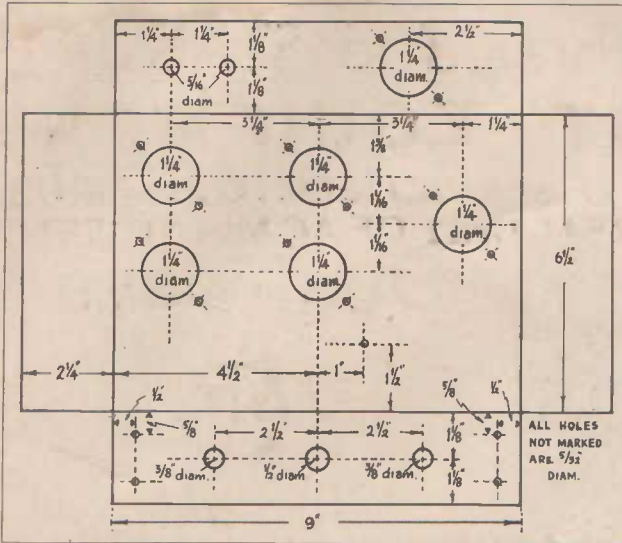 1¼"
1¼"
1⅛"
2½"
5/16"
diam
1⅛"
1¼"
diam.
3¼"
3¼"
1¼"
1¼"
diam.
1¼"
diam.
1¼"
diam.
1 1/16
1 1/16"
1¼"
diam
1¼"
diam.
6½"
2¼"
4½"
1"
1½"
½"
⅝"
⅝"
½"
2½"
2½"
1⅛"
1⅛"
3/8" diam.
½" diam
3/8" diam.
ALL HOLES
NOT MARKED
ARE 5/32"
DIAM.
9"